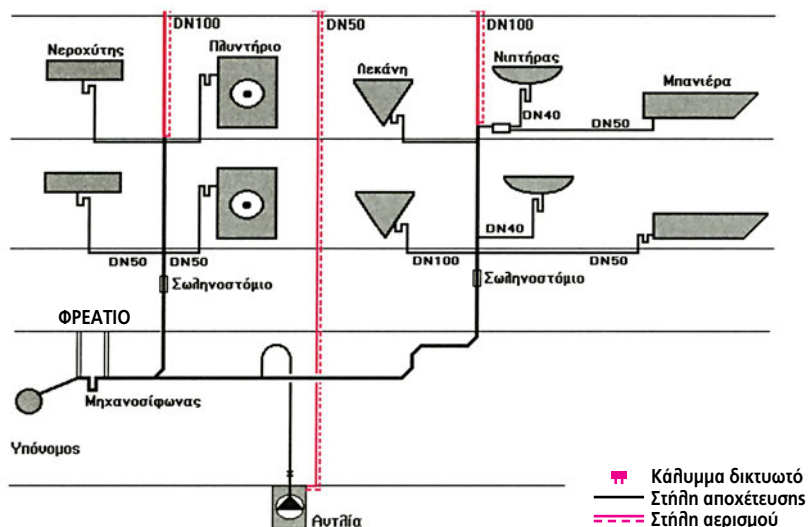 DN100
DN50
DN100
Νεροχύτης
Πλυντήριο
Λεκάνη
Νιπτήρας
Μπανιέρα
DN40
DN50
DN50
DN50
DN100
DN40
DN50
Σωληνοστόμιο
Σωληνοστόμιο
ΦΡΕΑΤΙΟ
Μηχανοσίφωνας
Υπόνομος
Αντλία
Κάλυμμα δικτυωτό
Στήλη αποχέτευσης
Στήλη αερισμού